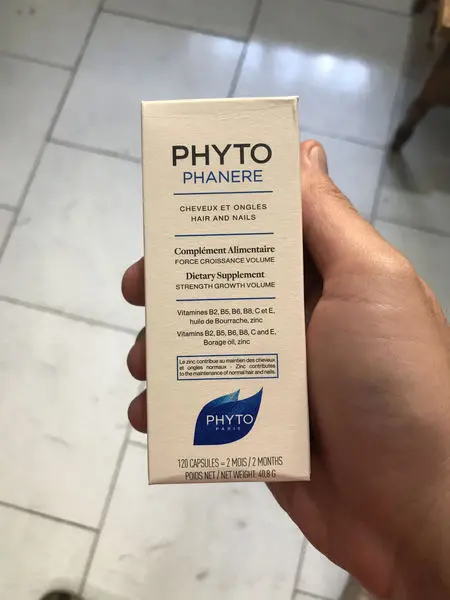 PHYTO
PHANERE
CHEVEUX ET ONGLES
HAIR AND NAILS
Complément Alimentaire
FORCE CROISSANCE VOLUME
Dietary Supplement
STRENGTH GROWTH VOLUME
Vitamines B2, B5, B6, B8, C et E,
huile de Bourrache, zinc
Vitamins B2, B5, B6, B8, C and E,
Borage oil, zinc
Le zinc contribue au maintien des cheveux
et ongles normaux - Zinc contributes
to the maintenance of normal hair and nails.
PHYTO
PARIS
120 CAPSULES = 2 MOIS / 2 MONTHS
POIDS NET / NET WEIGHT 40,8 G